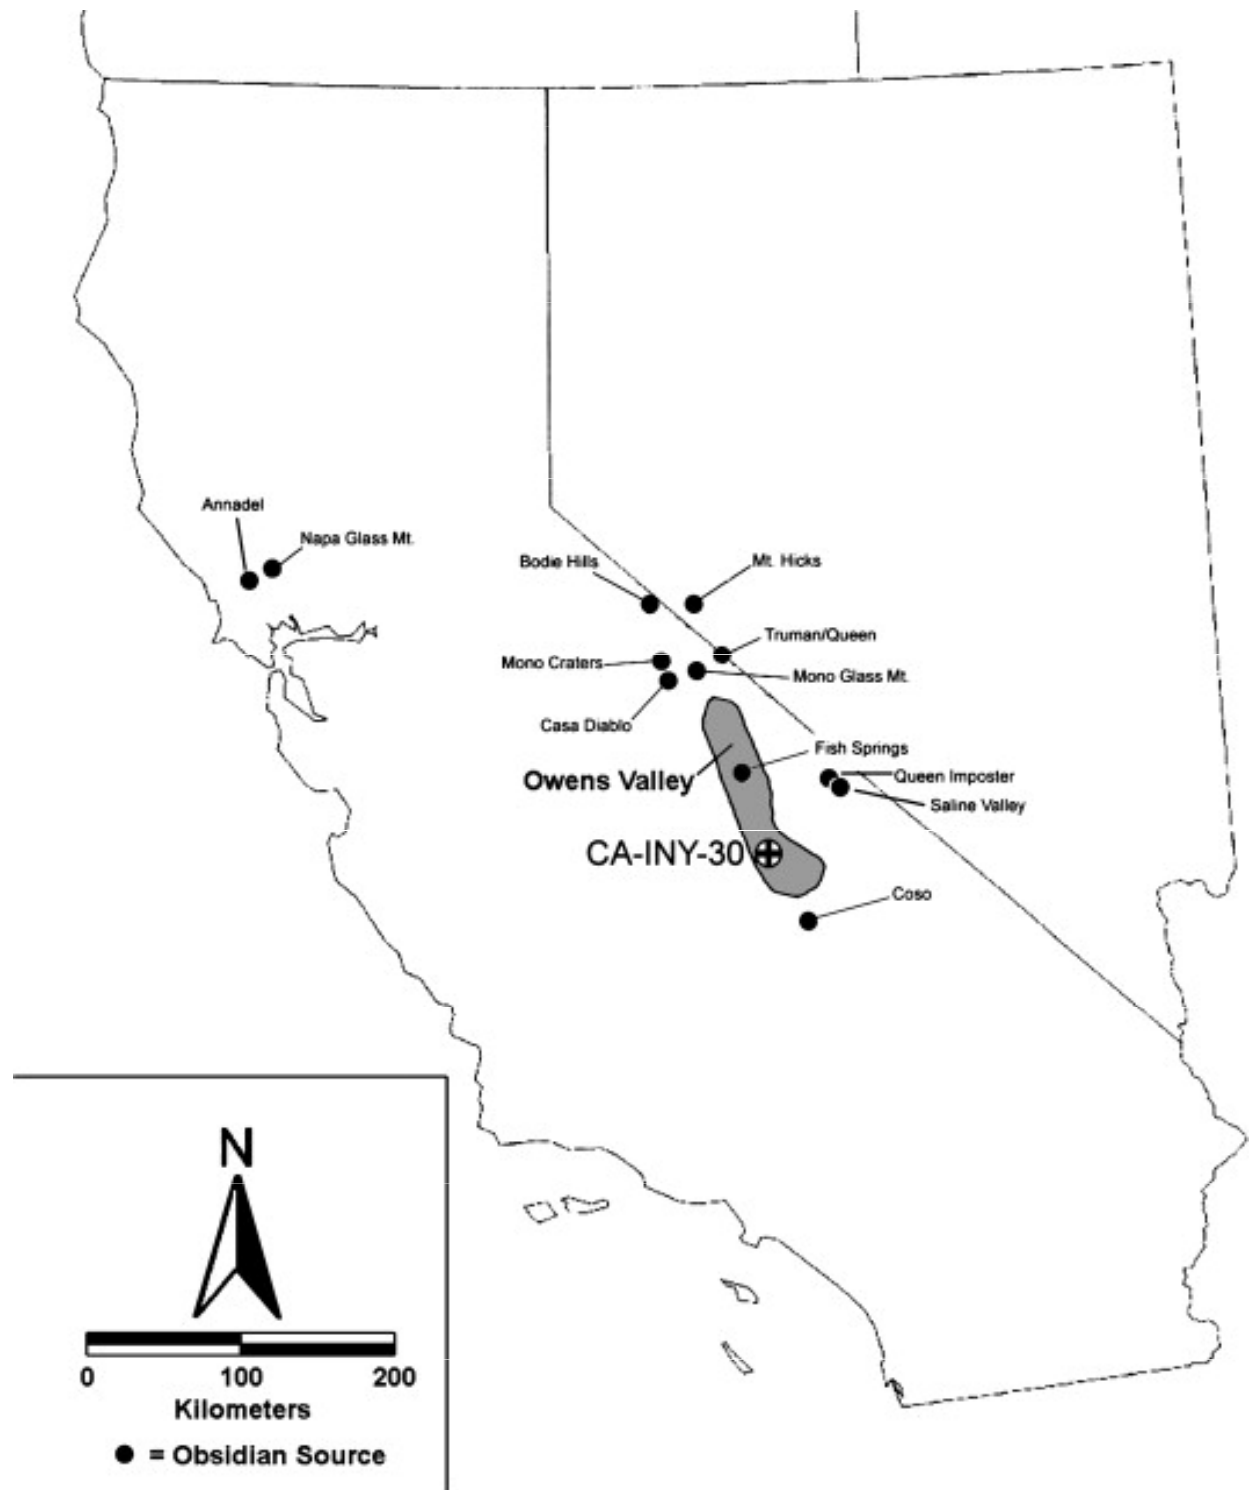 Annadel
Napa Glass Mt.
Bodie Hills
Mt. Hicks
Truman/Queen
Mono Craters
Mono Glass Mt.
Casa Diablo
Fish Springs
Owens Valley
Queen Imposter
Saline Valley
CA-INY-30
Coso
N
0 100 200
Kilometers
= Obsidian Source